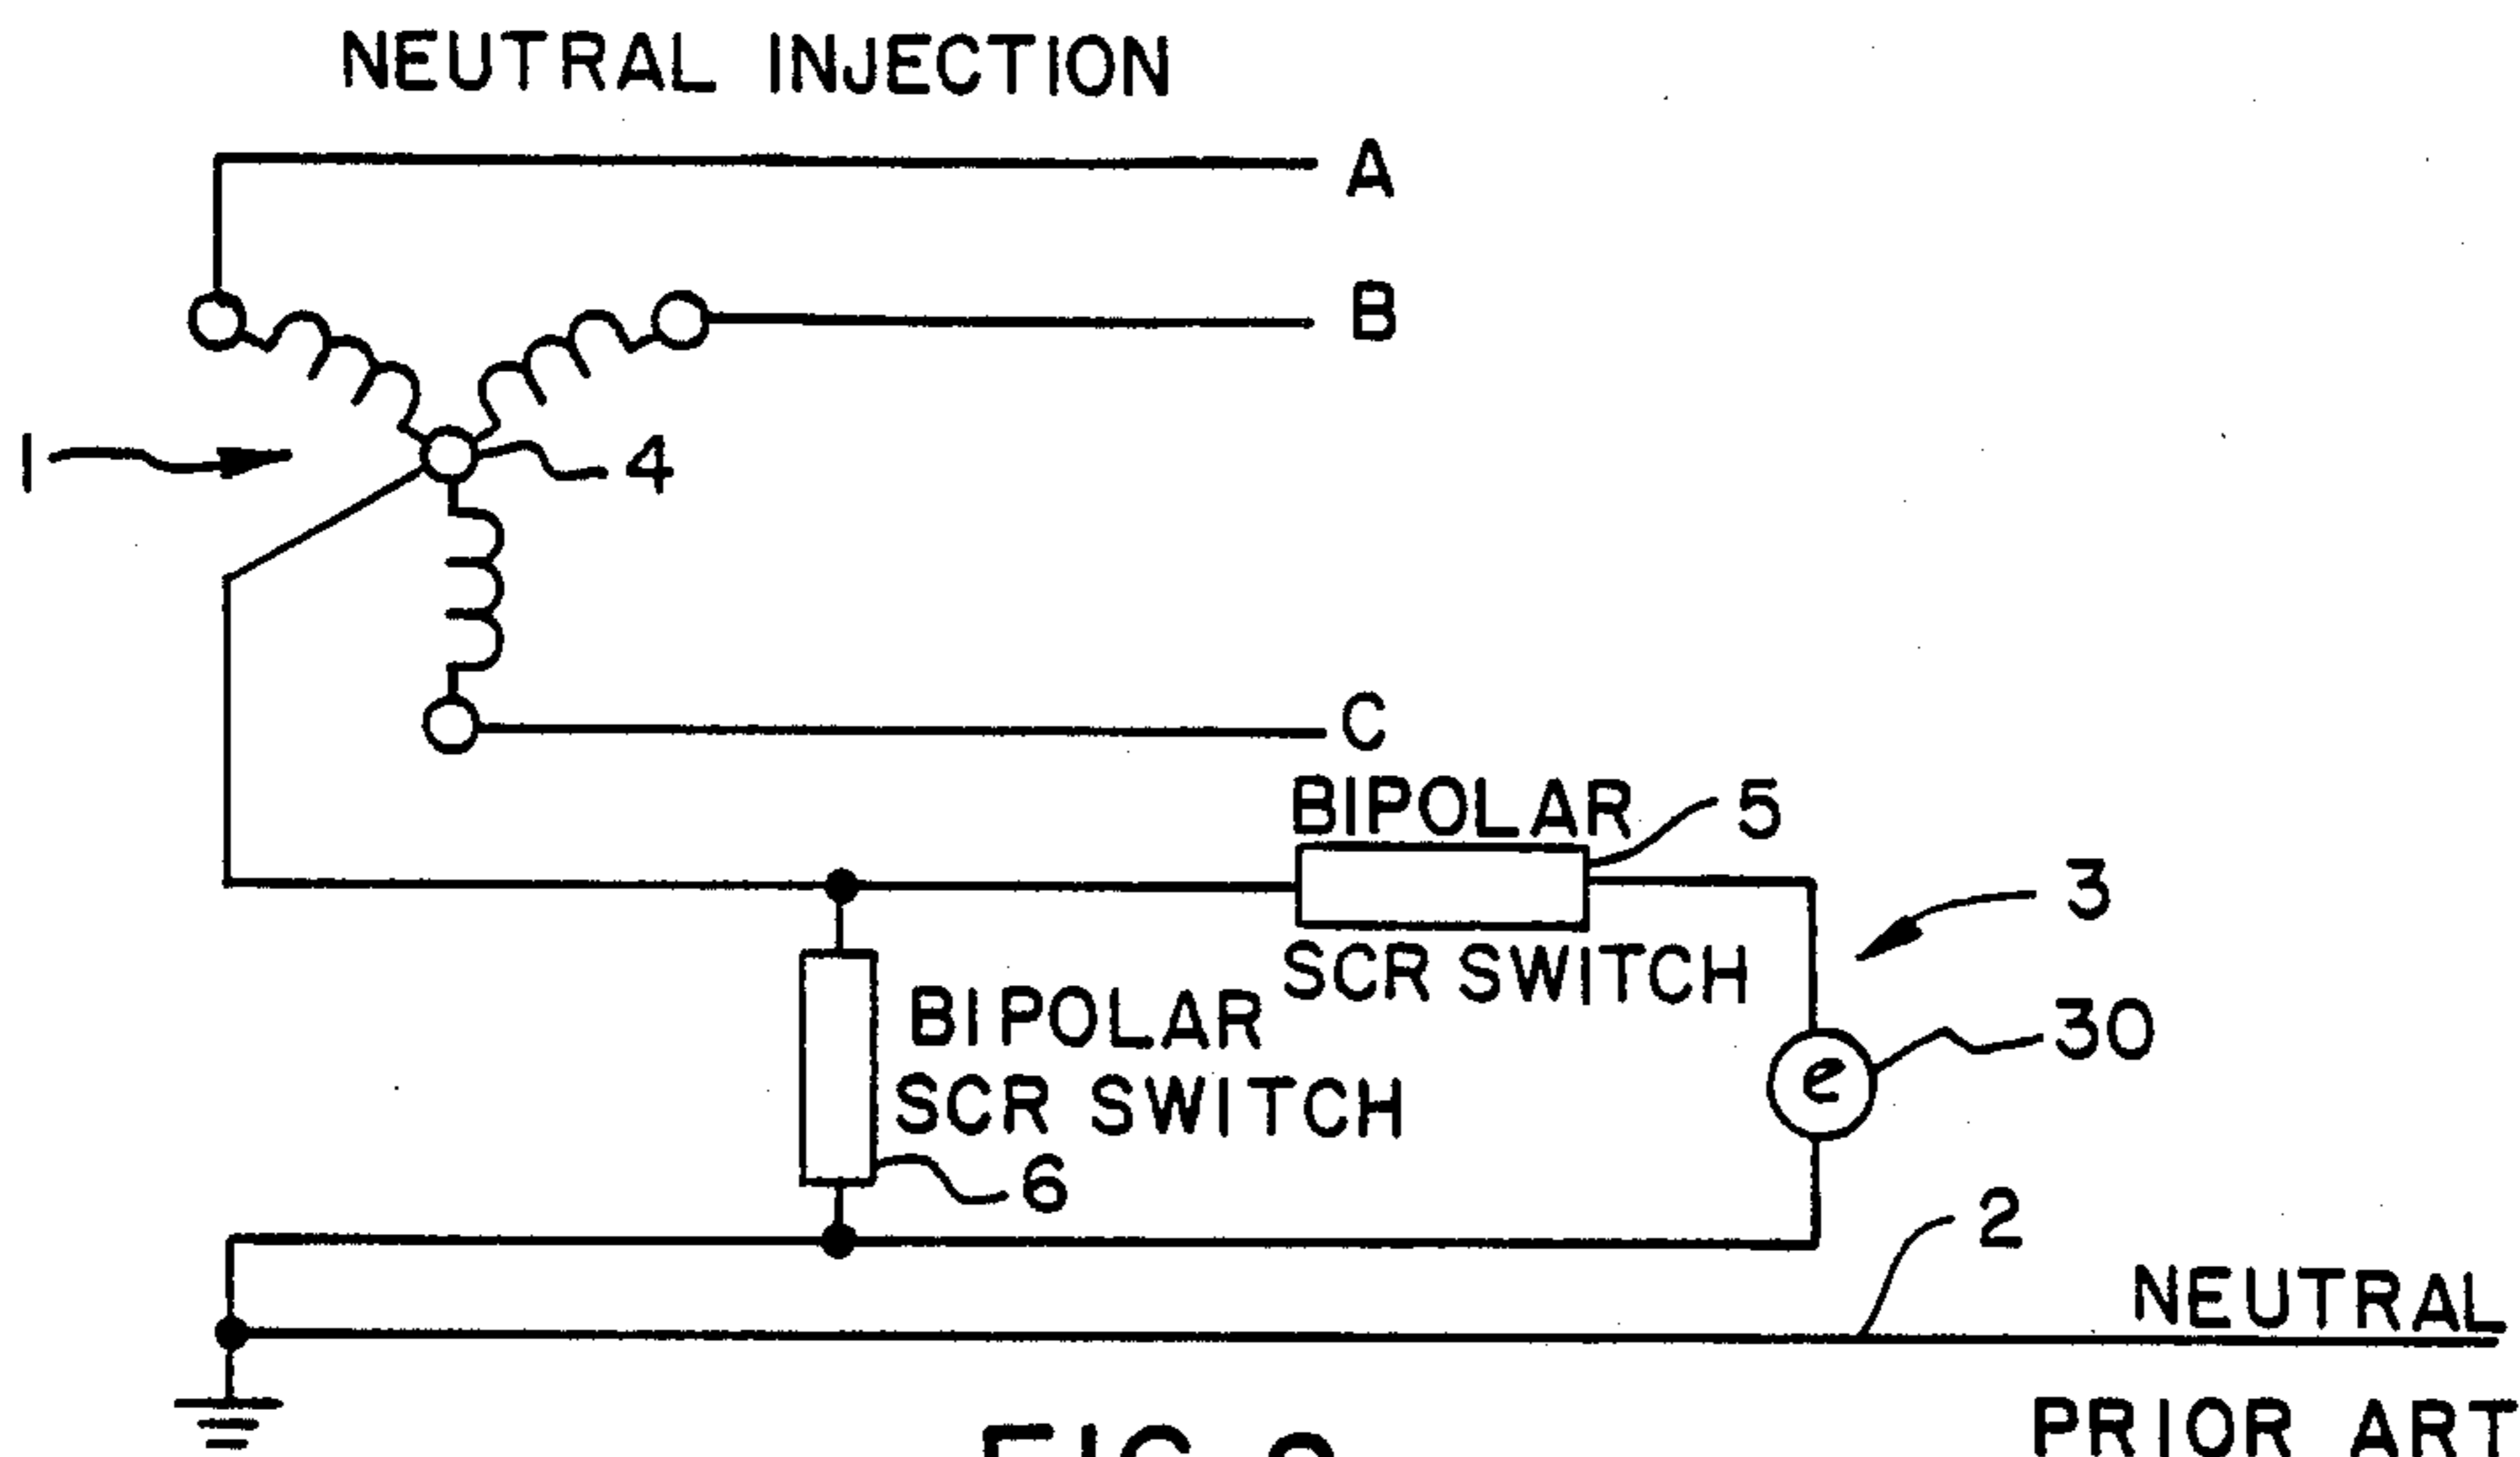 NEUTRAL INJECTION
A
B
1
4
C
BIPOLAR
5
SCR SWITCH
3
BIPOLAR
SCR SWITCH
30
e
6
2
NEUTRAL
PRIOR ART